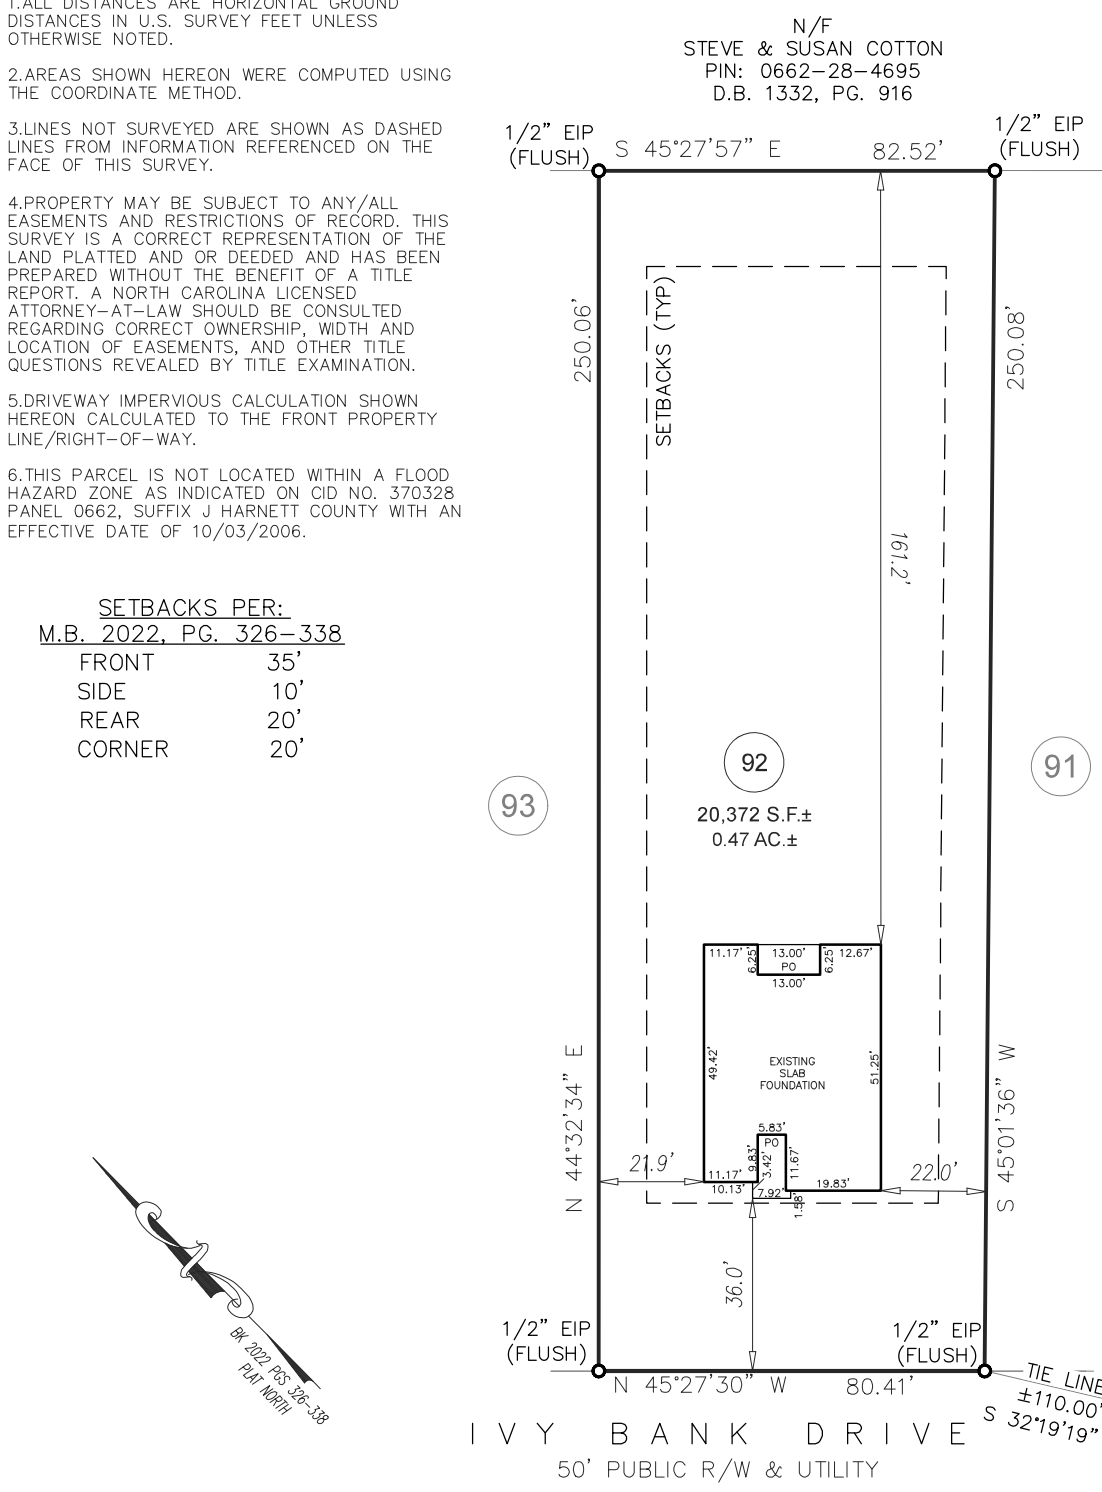 1.ALL DISTANCES ARE HORIZONTAL GROUND
DISTANCES IN U.S. SURVEY FEET UNLESS
OTHERWISE NOTED.
2.AREAS SHOWN HEREON WERE COMPUTED USING
THE COORDINATE METHOD.
3.LINES NOT SURVEYED ARE SHOWN AS DASHED
LINES FROM INFORMATION REFERENCED ON THE
FACE OF THIS SURVEY.
4.PROPERTY MAY BE SUBJECT TO ANY/ALL
EASEMENTS AND RESTRICTIONS OF RECORD. THIS
SURVEY IS A CORRECT REPRESENTATION OF THE
LAND PLATTED AND OR DEEDED AND HAS BEEN
PREPARED WITHOUT THE BENEFIT OF A TITLE
REPORT. A NORTH CAROLINA LICENSED
ATTORNEY-AT-LAW SHOULD BE CONSULTED
REGARDING CORRECT OWNERSHIP, WIDTH AND
LOCATION OF EASEMENTS, AND OTHER TITLE
QUESTIONS REVEALED BY TITLE EXAMINATION.
5.DRIVEWAY IMPERVIOUS CALCULATION SHOWN
HEREON CALCULATED TO THE FRONT PROPERTY
LINE/RIGHT-OF-WAY.
6.THIS PARCEL IS NOT LOCATED WITHIN A FLOOD
HAZARD ZONE AS INDICATED ON CID NO. 370328
PANEL 0662, SUFFIX J HARNETT COUNTY WITH AN
EFFECTIVE DATE OF 10/03/2006.
SETBACKS PER:
M.B. 2022, PG. 326-338
FRONT 35'
SIDE 10'
REAR 20'
CORNER 20'
BK 2022 PGS 326-338
PLAT NORTH
N/F
STEVE & SUSAN COTTON
PIN: 0662-28-4695
D.B. 1332, PG. 916
1/2" EIP
(FLUSH)
S 45°27'57" E 82.52'
1/2" EIP
(FLUSH)
250.06'
SETBACKS (TYP)
250.08'
161.2'
93
92
91
20,372 S.F.±
0.47 AC.±
11.17'
6.25'
13.00'
PO
13.00'
6.25'
12.67'
49.42'
EXISTING
SLAB
FOUNDATION
51.25'
N 44°32'34" E
S 45°01'36" W
5.83'
PO
9.83'
3.42'
11.67'
21.9'
11.17'
10.13'
7.92'
1.58'
19.83'
22.0'
36.0'
1/2" EIP
(FLUSH)
1/2" EIP
(FLUSH)
N 45°27'30" W 80.41'
TIE LINE
±110.00'
S 32°19'19"
IVY BANK DRIVE
50' PUBLIC R/W & UTILITY